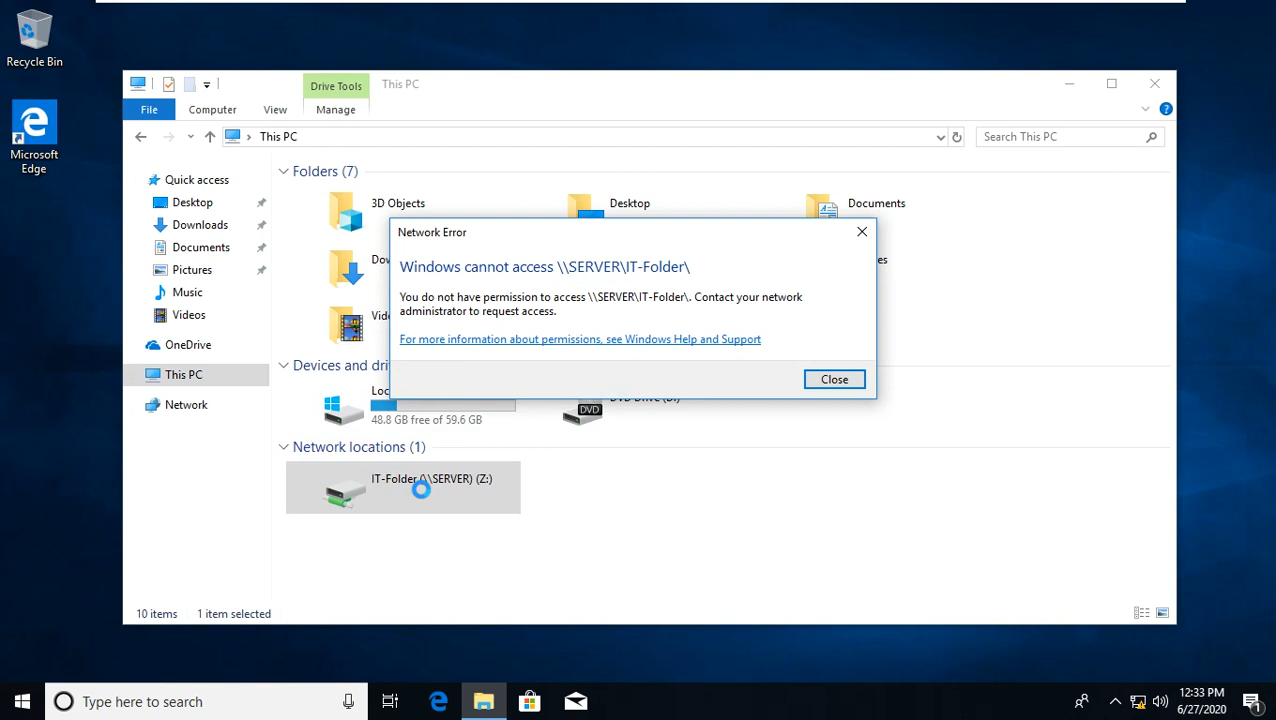 Recycle Bin
Microsoft
Edge
Drive Tools
This PC
File
Computer
View
Manage
This PC
Search This PC
Quick access
Desktop
Downloads
Documents
Pictures
Music
Videos
OneDrive
This PC
Network
Folders (7)
3D Objects
Desktop
Documents
Network Error
Windows cannot access \\SERVER\IT-Folder\
You do not have permission to access \\SERVER\IT-Folder\. Contact your network
administrator to request access.
For more information about permissions, see Windows Help and Support
Close
48.8 GB free of 59.6 GB
DVD
Network locations (1)
IT-Folder (\\SERVER) (Z:)
10 items
1 item selected
Type here to search
12:33 PM
6/27/2020
1